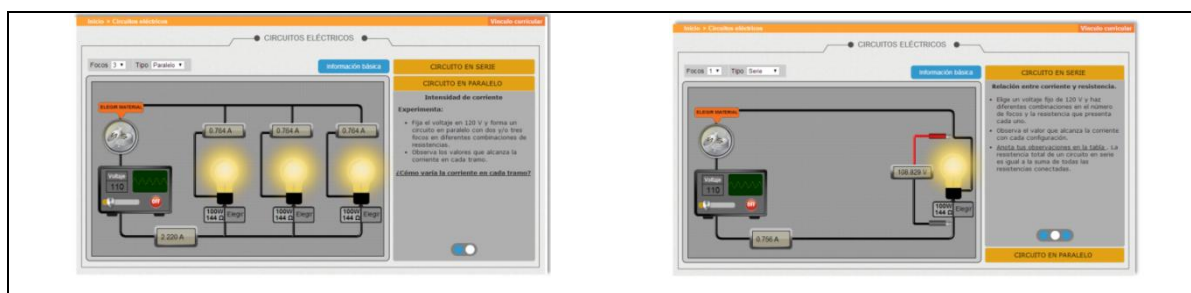 Inicio > Circuitos eléctricos
Vínculo curricular
CIRCUITOS ELÉCTRICOS
Focos 3 Tipo Paralelo
Información básica
CIRCUITO EN SERIE
CIRCUITO EN PARALELO
Intensidad de corriente
Experimenta:
• Fija el voltaje en 120 V y forma un
circuito en paralelo con dos y/o tres
focos en diferentes combinaciones de
resistencias.
• Observa los valores que alcanza la
corriente en cada tramo.
¿Cómo varía la corriente en cada tramo?
ELEGIR MATERIAL
0.764 A
0.764 A
0.764 A
Voltaje
110
100W
144 Ω
Elegir
100W
144 Ω
Elegir
100W
144 Ω
Elegir
2.220 A
Inicio > Circuitos eléctricos
Vínculo curricular
CIRCUITOS ELÉCTRICOS
Focos 1 Tipo Serie
Información básica
CIRCUITO EN SERIE
Relación entre corriente y resistencia.
• Elige un voltaje fijo de 120 V y haz
diferentes combinaciones en el número
de focos y la resistencia que presenta
cada uno.
• Observa el valor que alcanza la corriente
con cada configuración.
• Anota tus observaciones en la tabla. La
resistencia total de un circuito en serie
es igual a la suma de todas las
resistencias conectadas.
CIRCUITO EN PARALELO
ELEGIR MATERIAL
108.829 V
Voltaje
110
100W
144 Ω
Elegir
0.756 A